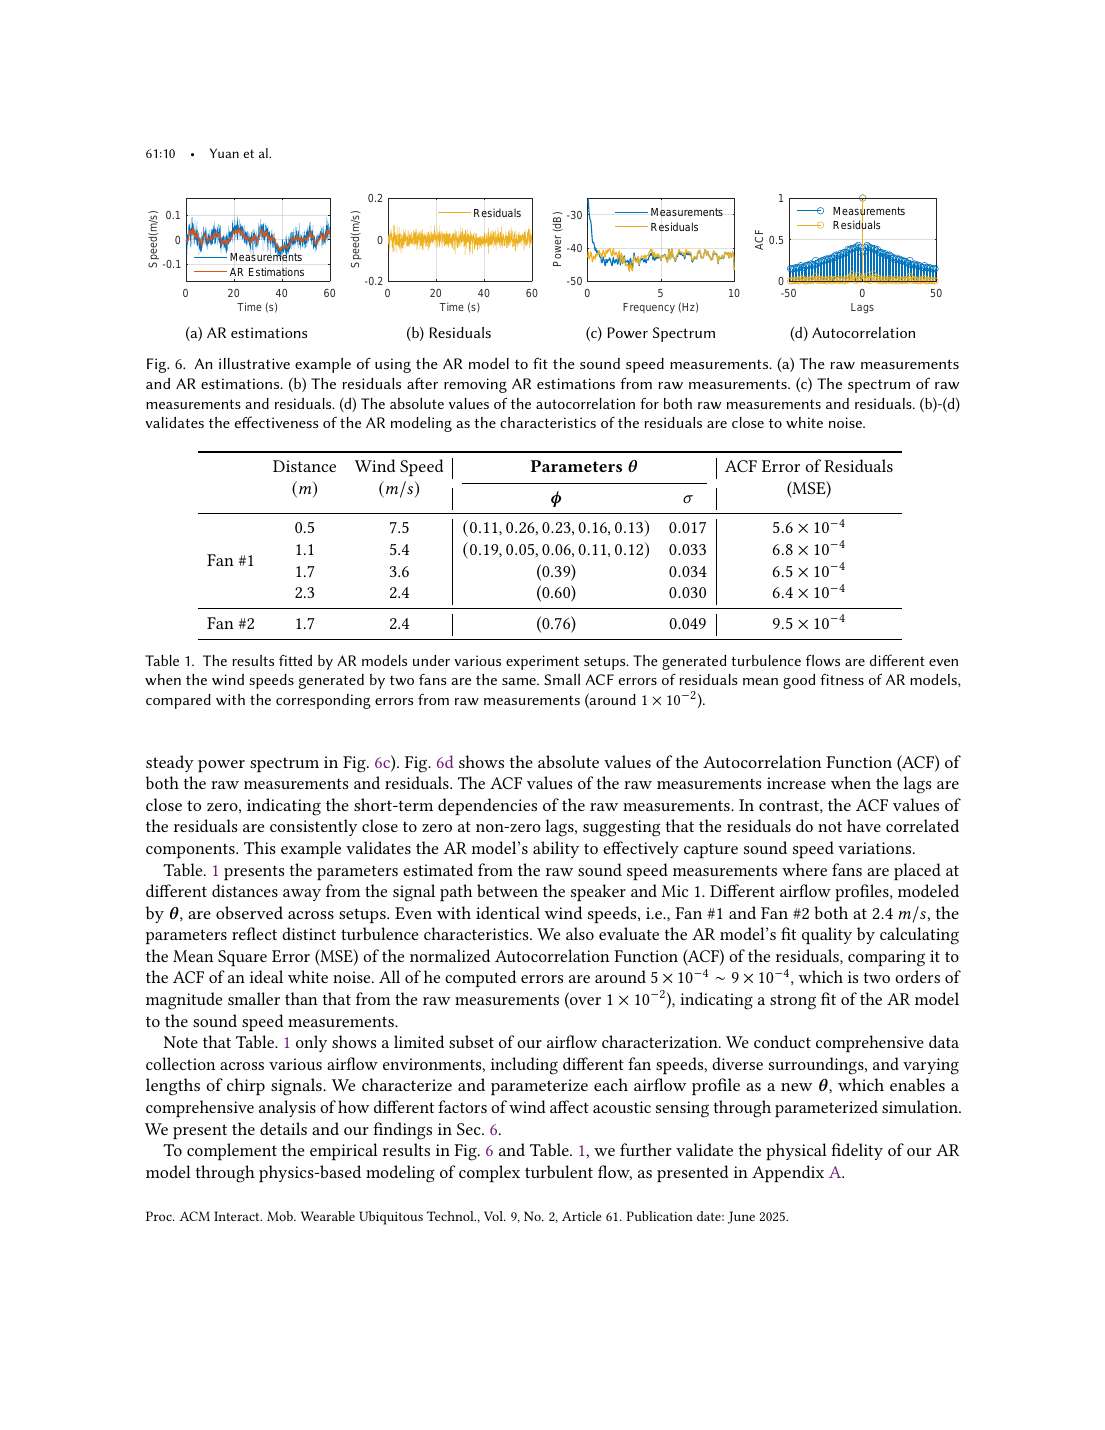 61:10 • Yuan et al.
Speed(m/s)
0.1
0
-0.1
Measurements
AR Estimations
0 20 40 60
Time (s)
(a) AR estimations
Speed(m/s)
0.2
0
-0.2
Residuals
0 20 40 60
Time (s)
(b) Residuals
Power (dB)
-30
-40
-50
Measurements
Residuals
0 5 10
Frequency (Hz)
(c) Power Spectrum
ACF
1
0.5
0
Measurements
Residuals
-50 0 50
Lags
(d) Autocorrelation
Fig. 6. An illustrative example of using the AR model to fit the sound speed measurements. (a) The raw measurements
and AR estimations. (b) The residuals after removing AR estimations from raw measurements. (c) The spectrum of raw
measurements and residuals. (d) The absolute values of the autocorrelation for both raw measurements and residuals. (b)-(d)
validates the effectiveness of the AR modeling as the characteristics of the residuals are close to white noise.
Distance Wind Speed Parameters θ ACF Error of Residuals
(m) (m/s) ϕ σ (MSE)
0.5 7.5 (0.11, 0.26, 0.23, 0.16, 0.13) 0.017 5.6 × 10⁻⁴
Fan #1 1.1 5.4 (0.19, 0.05, 0.06, 0.11, 0.12) 0.033 6.8 × 10⁻⁴
1.7 3.6 (0.39) 0.034 6.5 × 10⁻⁴
2.3 2.4 (0.60) 0.030 6.4 × 10⁻⁴
Fan #2 1.7 2.4 (0.76) 0.049 9.5 × 10⁻⁴
Table 1. The results fitted by AR models under various experiment setups. The generated turbulence flows are different even
when the wind speeds generated by two fans are the same. Small ACF errors of residuals mean good fitness of AR models,
compared with the corresponding errors from raw measurements (around 1 × 10⁻²).
steady power spectrum in Fig. 6c). Fig. 6d shows the absolute values of the Autocorrelation Function (ACF) of
both the raw measurements and residuals. The ACF values of the raw measurements increase when the lags are
close to zero, indicating the short-term dependencies of the raw measurements. In contrast, the ACF values of
the residuals are consistently close to zero at non-zero lags, suggesting that the residuals do not have correlated
components. This example validates the AR model's ability to effectively capture sound speed variations.
Table. 1 presents the parameters estimated from the raw sound speed measurements where fans are placed at
different distances away from the signal path between the speaker and Mic 1. Different airflow profiles, modeled
by θ, are observed across setups. Even with identical wind speeds, i.e., Fan #1 and Fan #2 both at 2.4 m/s, the
parameters reflect distinct turbulence characteristics. We also evaluate the AR model's fit quality by calculating
the Mean Square Error (MSE) of the normalized Autocorrelation Function (ACF) of the residuals, comparing it to
the ACF of an ideal white noise. All of he computed errors are around 5 × 10⁻⁴ ~ 9 × 10⁻⁴, which is two orders of
magnitude smaller than that from the raw measurements (over 1 × 10⁻²), indicating a strong fit of the AR model
to the sound speed measurements.
Note that Table. 1 only shows a limited subset of our airflow characterization. We conduct comprehensive data
collection across various airflow environments, including different fan speeds, diverse surroundings, and varying
lengths of chirp signals. We characterize and parameterize each airflow profile as a new θ, which enables a
comprehensive analysis of how different factors of wind affect acoustic sensing through parameterized simulation.
We present the details and our findings in Sec. 6.
To complement the empirical results in Fig. 6 and Table. 1, we further validate the physical fidelity of our AR
model through physics-based modeling of complex turbulent flow, as presented in Appendix A.
Proc. ACM Interact. Mob. Wearable Ubiquitous Technol., Vol. 9, No. 2, Article 61. Publication date: June 2025.